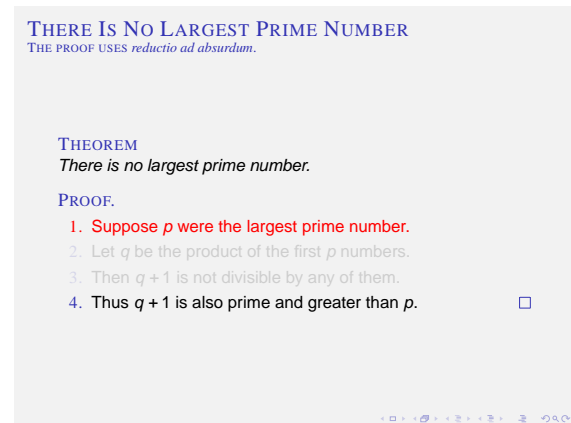 THERE IS NO LARGEST PRIME NUMBER
THE PROOF USES reductio ad absurdum.
THEOREM
There is no largest prime number.
PROOF.
1. Suppose p were the largest prime number.
2. Let q be the product of the first p numbers.
3. Then q + 1 is not divisible by any of them.
4. Thus q + 1 is also prime and greater than p.